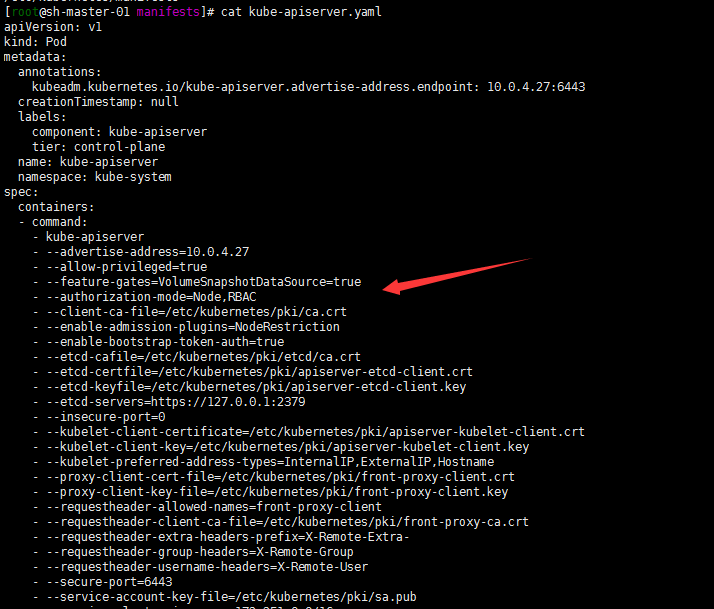 [root@sh-master-01 manifests]# cat kube-apiserver.yaml
apiVersion: v1
kind: Pod
metadata:
  annotations:
    kubeadm.kubernetes.io/kube-apiserver.advertise-address.endpoint: 10.0.4.27:6443
  creationTimestamp: null
  labels:
    component: kube-apiserver
    tier: control-plane
  name: kube-apiserver
  namespace: kube-system
spec:
  containers:
  - command:
    - kube-apiserver
    - --advertise-address=10.0.4.27
    - --allow-privileged=true
    - --feature-gates=VolumeSnapshotDataSource=true
    - --authorization-mode=Node,RBAC
    - --client-ca-file=/etc/kubernetes/pki/ca.crt
    - --enable-admission-plugins=NodeRestriction
    - --enable-bootstrap-token-auth=true
    - --etcd-cafile=/etc/kubernetes/pki/etcd/ca.crt
    - --etcd-certfile=/etc/kubernetes/pki/apiserver-etcd-client.crt
    - --etcd-keyfile=/etc/kubernetes/pki/apiserver-etcd-client.key
    - --etcd-servers=https://127.0.0.1:2379
    - --insecure-port=0
    - --kubelet-client-certificate=/etc/kubernetes/pki/apiserver-kubelet-client.crt
    - --kubelet-client-key=/etc/kubernetes/pki/apiserver-kubelet-client.key
    - --kubelet-preferred-address-types=InternalIP,ExternalIP,Hostname
    - --proxy-client-cert-file=/etc/kubernetes/pki/front-proxy-client.crt
    - --proxy-client-key-file=/etc/kubernetes/pki/front-proxy-client.key
    - --requestheader-allowed-names=front-proxy-client
    - --requestheader-client-ca-file=/etc/kubernetes/pki/front-proxy-ca.crt
    - --requestheader-extra-headers-prefix=X-Remote-Extra-
    - --requestheader-group-headers=X-Remote-Group
    - --requestheader-username-headers=X-Remote-User
    - --secure-port=6443
    - --service-account-key-file=/etc/kubernetes/pki/sa.pub